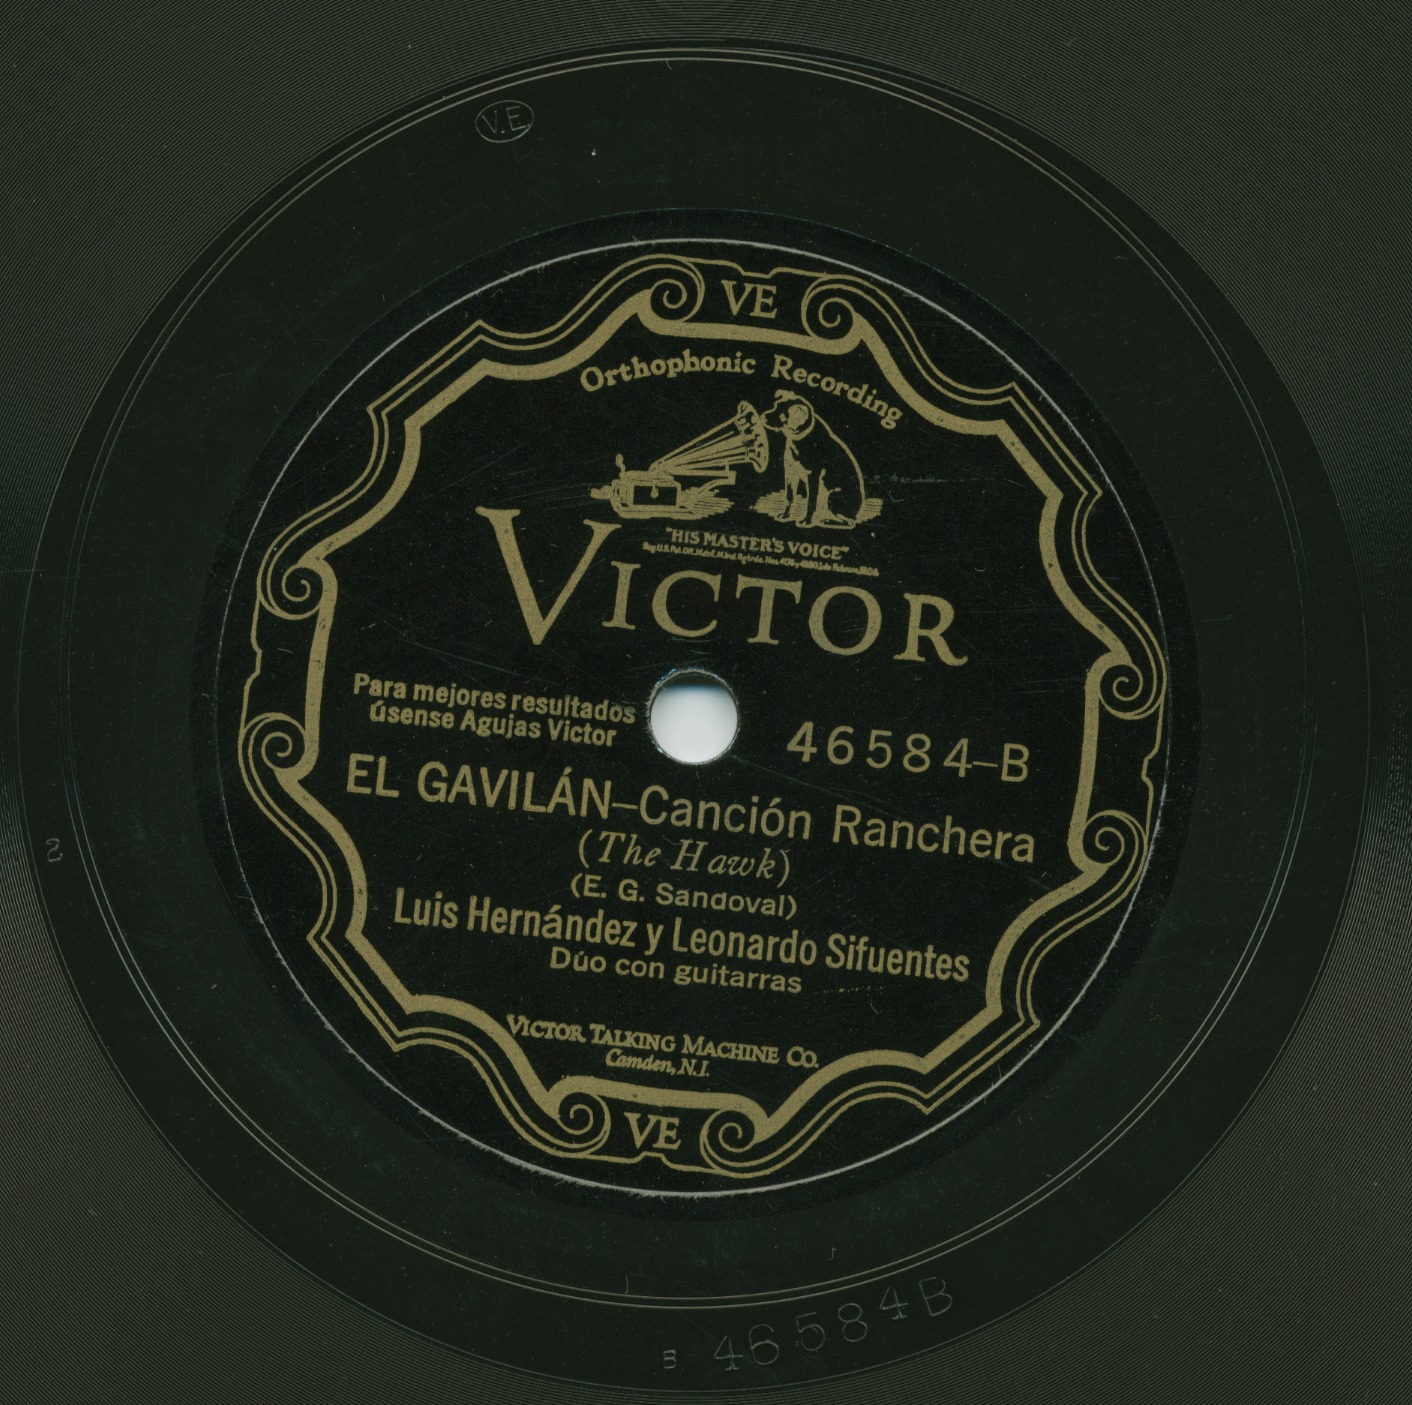 V.E.
VE
Orthophonic Recording
"HIS MASTER'S VOICE"
VICTOR
Para mejores resultados
úsense Agujas Victor
46584-B
EL GAVILÁN-Canción Ranchera
(The Hawk)
(E. G. Sandoval)
Luis Hernández y Leonardo Sifuentes
Dúo con guitarras
VICTOR TALKING MACHINE CO.
Camden, N.J.
VE
2
B 46584B